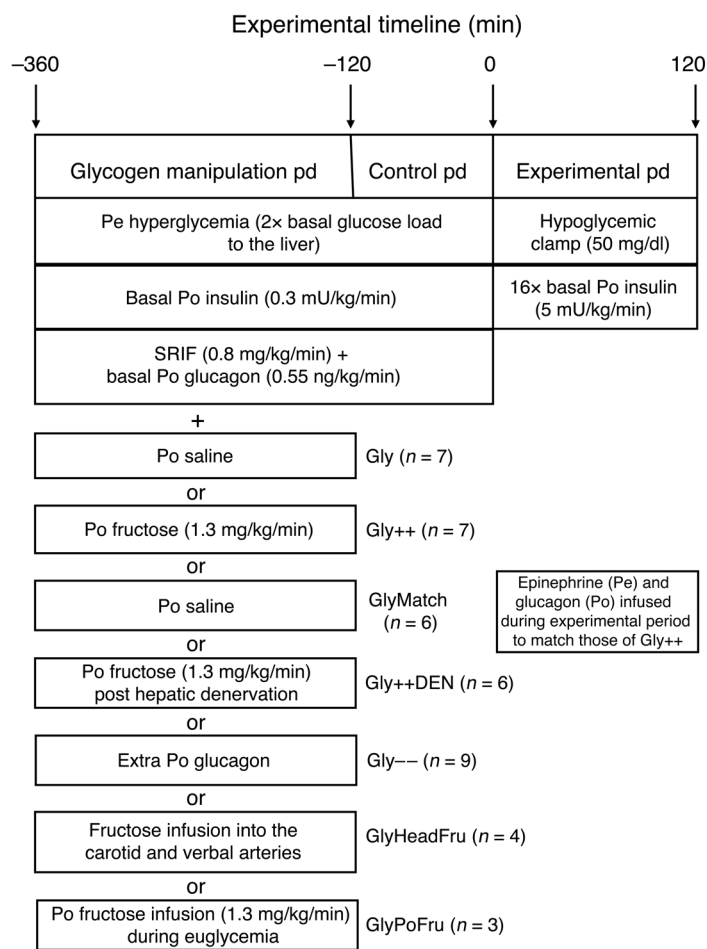 Experimental timeline (min)
–360 –120 0 120
Glycogen manipulation pd Control pd Experimental pd
Pe hyperglycemia (2× basal glucose load
to the liver)
Hypoglycemic
clamp (50 mg/dl)
Basal Po insulin (0.3 mU/kg/min)
16× basal Po insulin
(5 mU/kg/min)
SRIF (0.8 mg/kg/min) +
basal Po glucagon (0.55 ng/kg/min)
+
Po saline
Gly (n = 7)
or
Po fructose (1.3 mg/kg/min)
Gly++ (n = 7)
or
Po saline
GlyMatch
(n = 6)
Epinephrine (Pe) and
glucagon (Po) infused
during experimental period
to match those of Gly++
or
Po fructose (1.3 mg/kg/min)
post hepatic denervation
Gly++DEN (n = 6)
or
Extra Po glucagon
Gly–– (n = 9)
or
Fructose infusion into the
carotid and verbal arteries
GlyHeadFru (n = 4)
or
Po fructose infusion (1.3 mg/kg/min)
during euglycemia
GlyPoFru (n = 3)